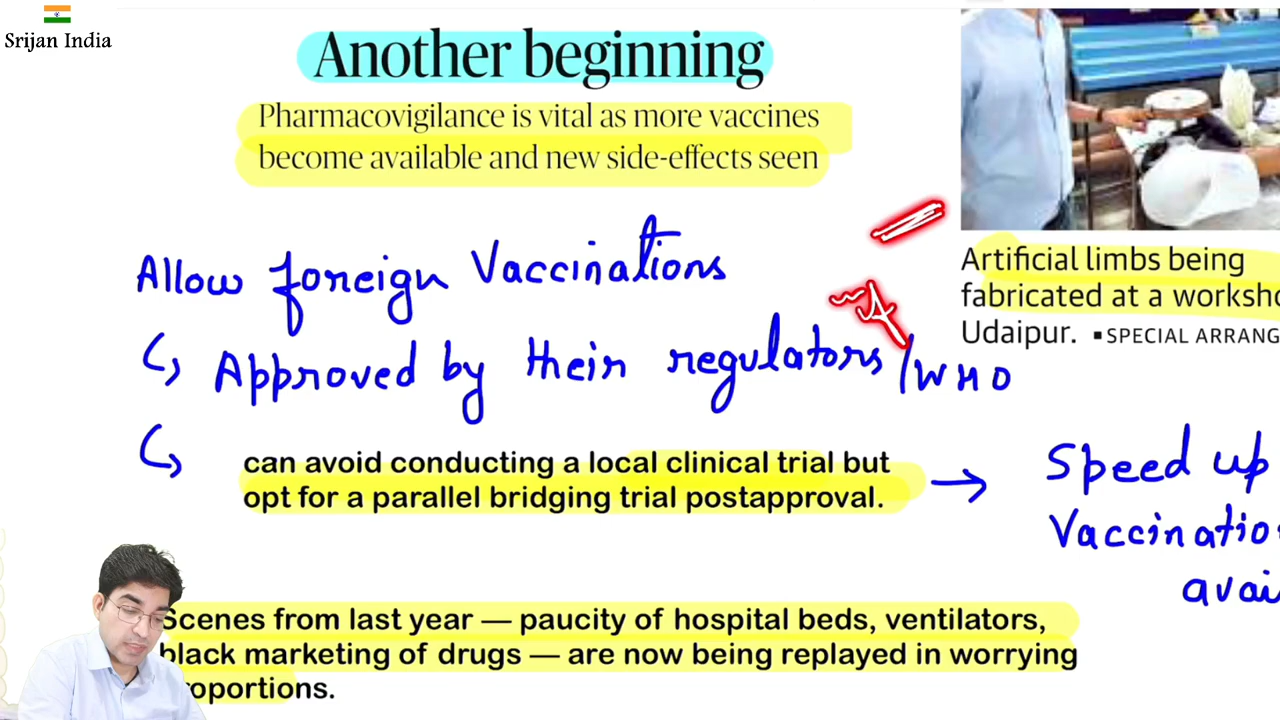 Srijan India
Another beginning
Pharmacovigilance is vital as more vaccines
become available and new side-effects seen
Allow foreign Vaccinations
Approved by their regulators/WHO
can avoid conducting a local clinical trial but
opt for a parallel bridging trial postapproval.
Speed up
Vaccinatio
avai
Scenes from last year — paucity of hospital beds, ventilators,
black marketing of drugs — are now being replayed in worrying
roportions.
Artificial limbs being
fabricated at a worksho
Udaipur. ▪SPECIAL ARRANG